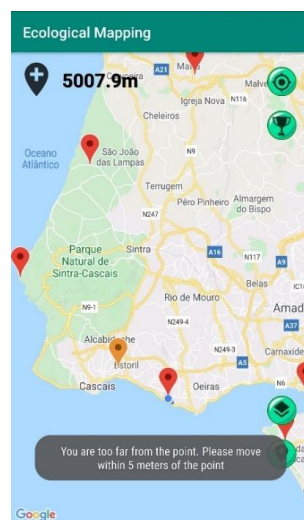 Ecological Mapping
5007.9m
A21
Malve
Igreja Nova
N116
Cheleiros
Oceano
Atlântico
São João
das Lampas
N9
Terrugem
Pêro Pinheiro
Almargem
do Bispo
N247
Parque
Natural de
Sintra-Cascais
Sintra
A16
N117
A9
Belas
Rio de Mouro
IC1
Amad
N9-1
N249-4
A37
Alcabideche
N249-3
Carnaxide
Estoril
A5
Cascais
Oeiras
N6
You are too far from the point. Please move
within 5 meters of the point
Google